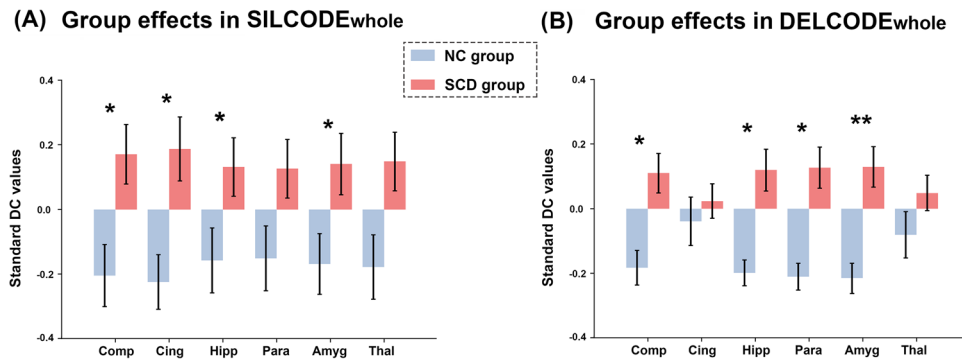 (A) Group effects in SILCODEwhole
(B) Group effects in DELCODEwhole
NC group
SCD group
Standard DC values
0.4
0.2
0.0
-0.2
-0.4
* * * *
Comp Cing Hipp Para Amyg Thal
Standard DC values
0.4
0.2
0.0
-0.2
-0.4
* * * **
Comp Cing Hipp Para Amyg Thal